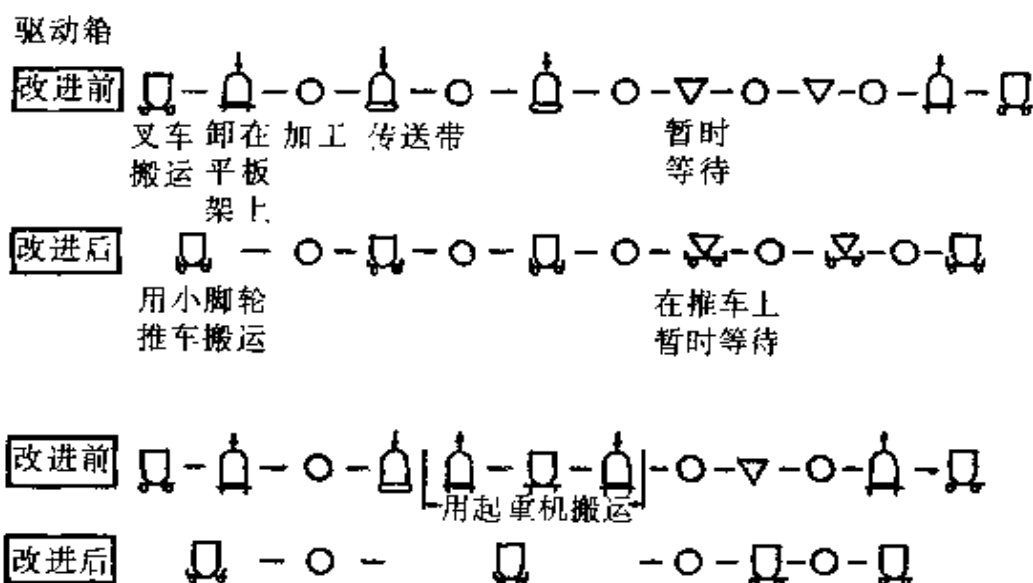 驱动箱
改进前
叉车 卸在 加工 传送带 暂时
搬运 平板 等待
架上
改进后
用小脚轮 在推车上
推车搬运 暂时等待
改进前
用起重机搬运
改进后